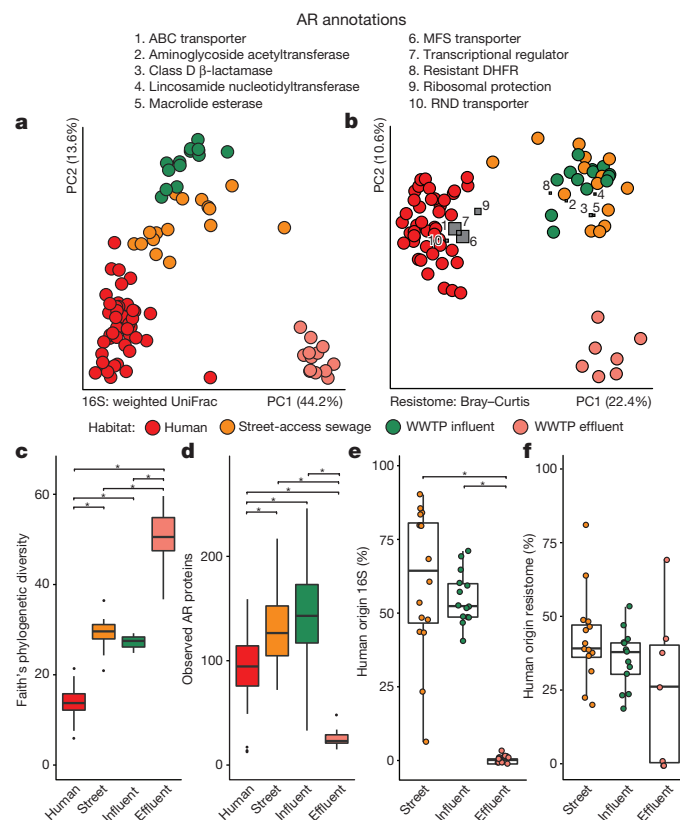 AR annotations
1. ABC transporter
2. Aminoglycoside acetyltransferase
3. Class D β-lactamase
4. Lincosamide nucleotidyltransferase
5. Macrolide esterase
6. MFS transporter
7. Transcriptional regulator
8. Resistant DHFR
9. Ribosomal protection
10. RND transporter
a
PC2 (13.6%)
16S: weighted UniFrac
PC1 (44.2%)
b
PC2 (10.6%)
8
4
2
3
5
9
1
7
10
6
Resistome: Bray–Curtis
PC1 (22.4%)
Habitat:
Human
Street-access sewage
WWTP influent
WWTP effluent
c
Faith's phylogenetic diversity
60
40
20
0
*
*
*
*
*
Human
Street
Influent
Effluent
d
Observed AR proteins
200
100
0
*
*
*
*
*
Human
Street
Influent
Effluent
e
Human origin 16S (%)
100
75
50
25
0
*
*
Street
Influent
Effluent
f
Human origin resistome (%)
100
75
50
25
0
Street
Influent
Effluent